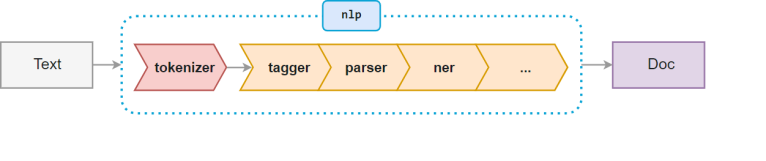 nlp
Text
tokenizer
tagger
parser
ner
...
Doc